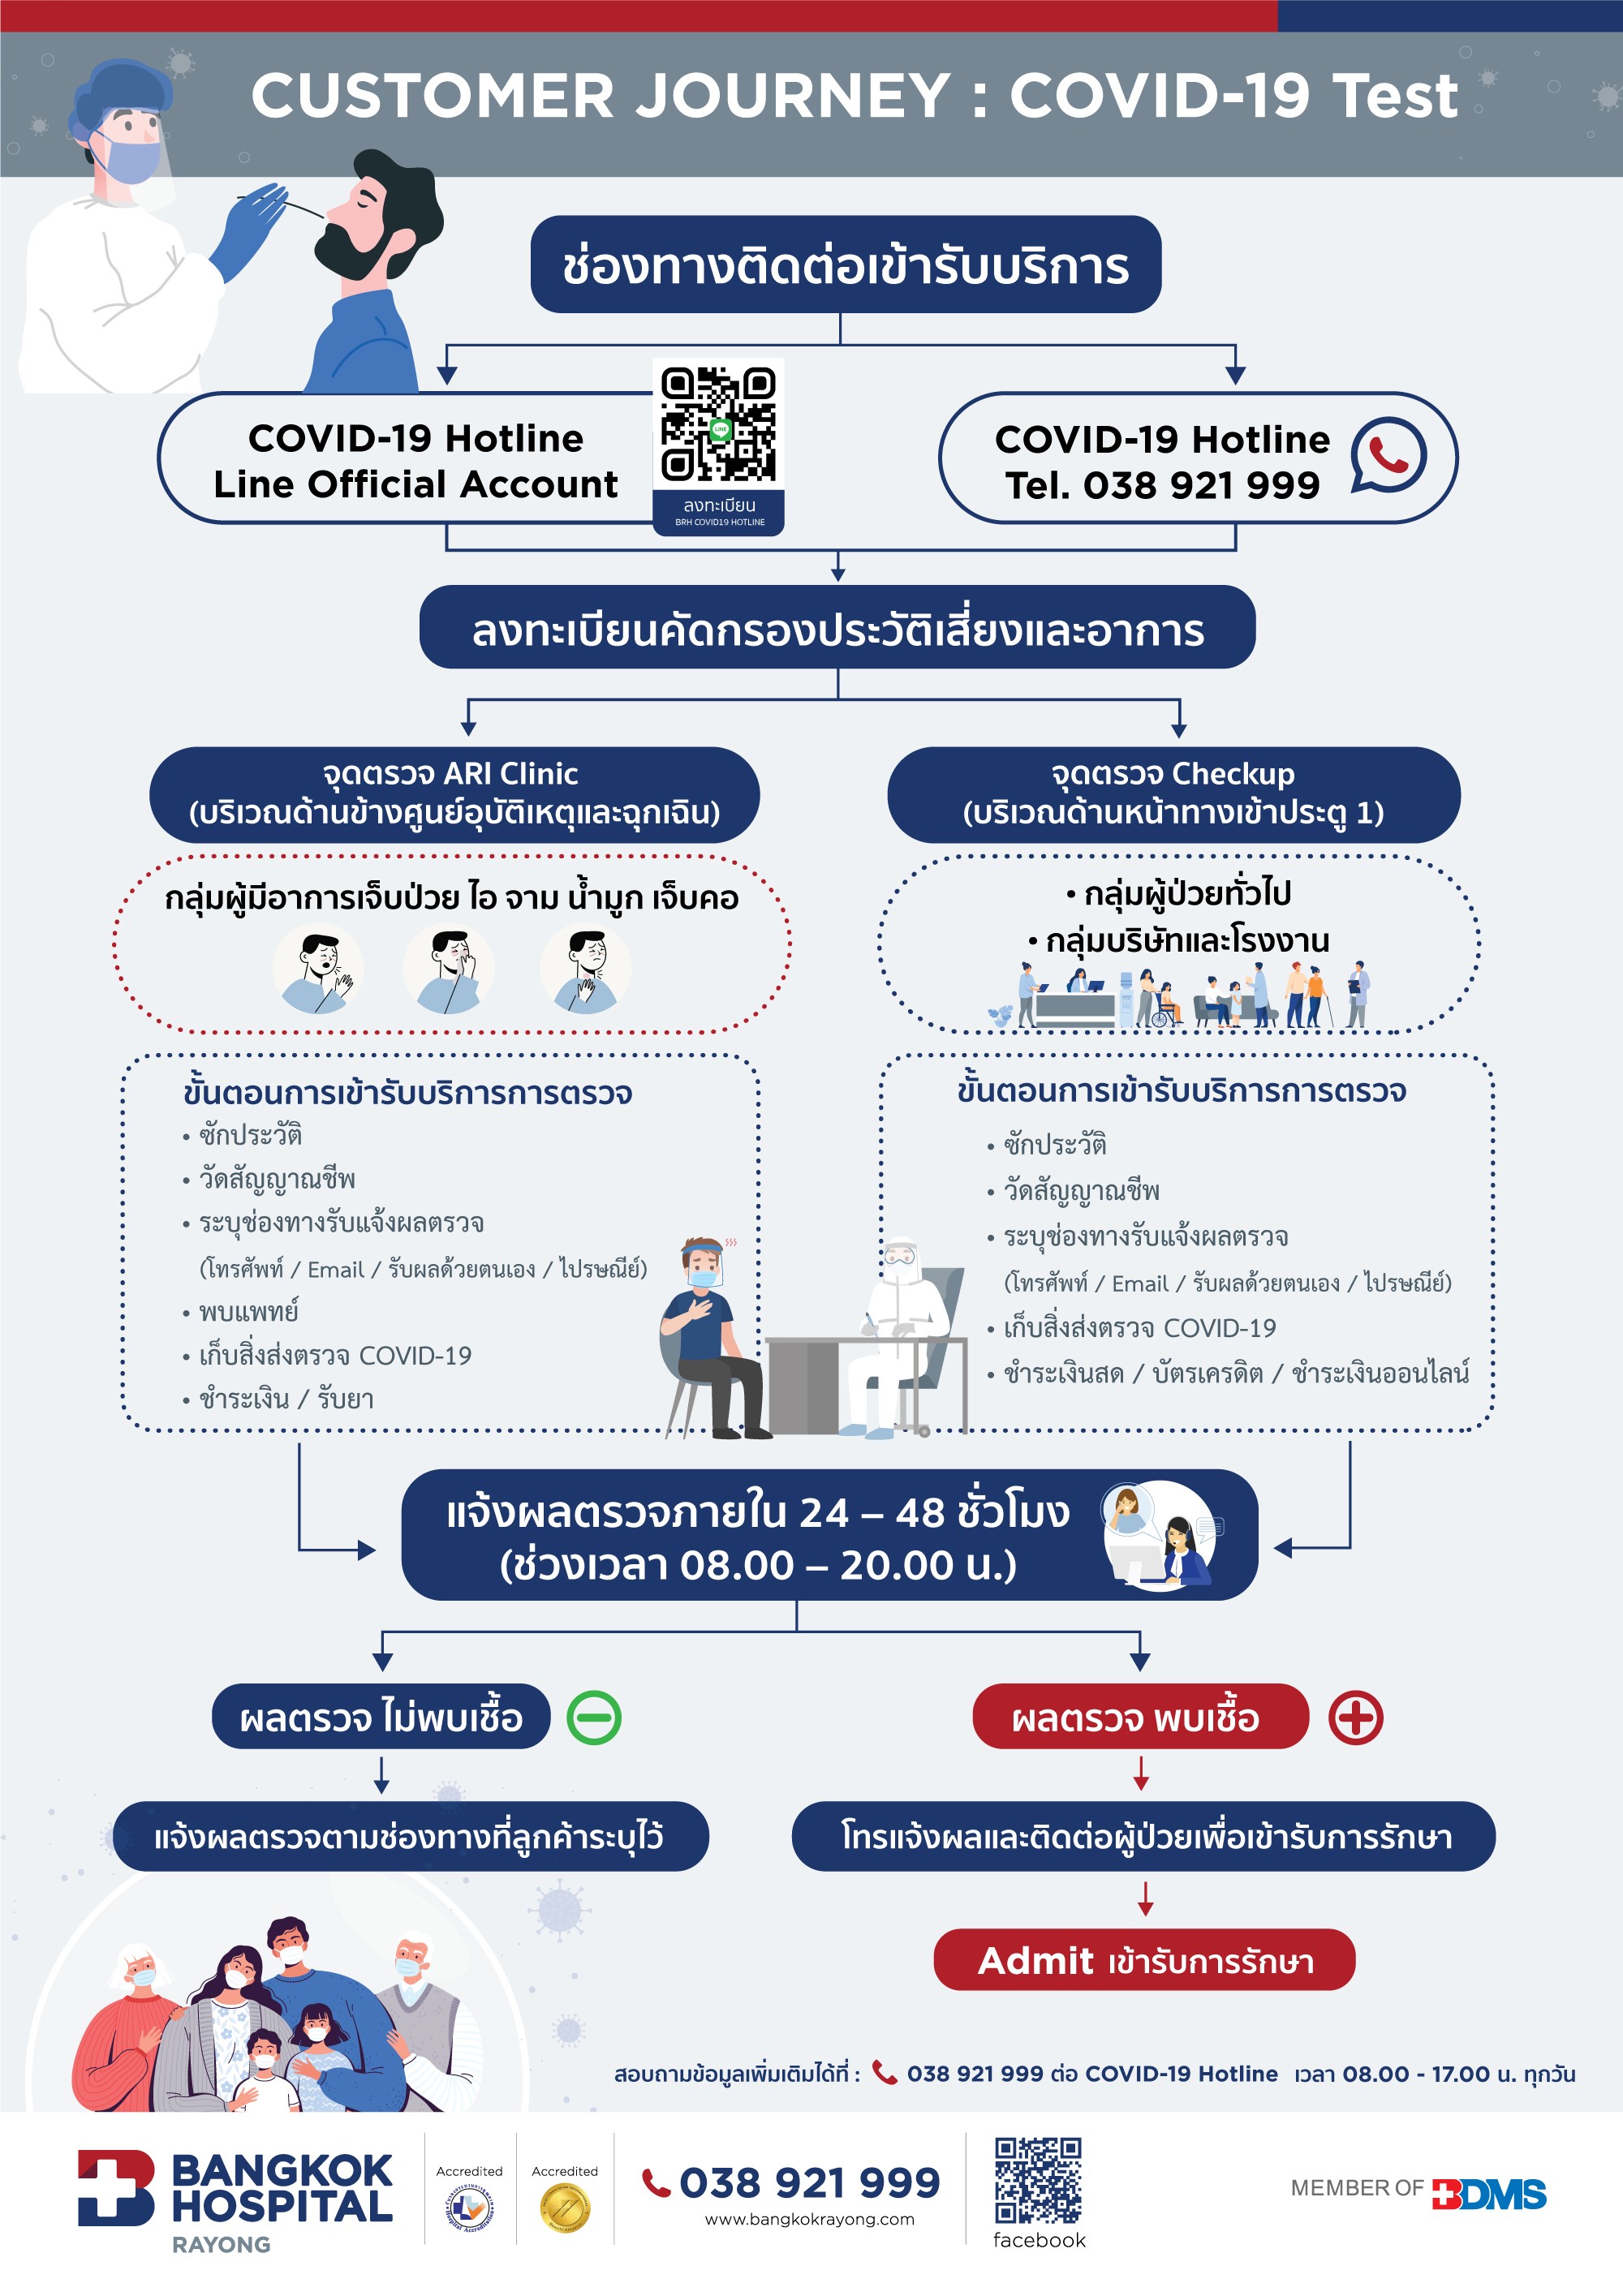 CUSTOMER JOURNEY : COVID-19 Test
ช่องทางติดต่อเข้ารับบริการ
COVID-19 Hotline
Line Official Account
LINE
ลงทะเบียน
BRH COVID19 HOTLINE
COVID-19 Hotline
Tel. 038 921 999
ลงทะเบียนคัดกรองประวัติเสี่ยงและอาการ
จุดตรวจ ARI Clinic
(บริเวณด้านข้างศูนย์อุบัติเหตุและฉุกเฉิน)
กลุ่มผู้มีอาการเจ็บป่วย ไอ จาม น้ำมูก เจ็บคอ
ขั้นตอนการเข้ารับบริการการตรวจ
• ซักประวัติ
• วัดสัญญาณชีพ
• ระบุช่องทางรับแจ้งผลตรวจ
(โทรศัพท์ / Email / รับผลด้วยตนเอง / ไปรษณีย์)
• พบแพทย์
• เก็บสิ่งส่งตรวจ COVID-19
• ชำระเงิน / รับยา
จุดตรวจ Checkup
(บริเวณด้านหน้าทางเข้าประตู 1)
• กลุ่มผู้ป่วยทั่วไป
• กลุ่มบริษัทและโรงงาน
ขั้นตอนการเข้ารับบริการการตรวจ
• ซักประวัติ
• วัดสัญญาณชีพ
• ระบุช่องทางรับแจ้งผลตรวจ
(โทรศัพท์ / Email / รับผลด้วยตนเอง / ไปรษณีย์)
• เก็บสิ่งส่งตรวจ COVID-19
• ชำระเงินสด / บัตรเครดิต / ชำระเงินออนไลน์
แจ้งผลตรวจภายใน 24 – 48 ชั่วโมง
(ช่วงเวลา 08.00 – 20.00 น.)
ผลตรวจ ไม่พบเชื้อ
แจ้งผลตรวจตามช่องทางที่ลูกค้าระบุไว้
ผลตรวจ พบเชื้อ
โทรแจ้งผลและติดต่อผู้ป่วยเพื่อเข้ารับการรักษา
Admit เข้ารับการรักษา
สอบถามข้อมูลเพิ่มเติมได้ที่ : 038 921 999 ต่อ COVID-19 Hotline เวลา 08.00 - 17.00 น. ทุกวัน
BANGKOK
HOSPITAL
RAYONG
Accredited
Accredited
038 921 999
www.bangkokrayong.com
facebook
MEMBER OF BDMS